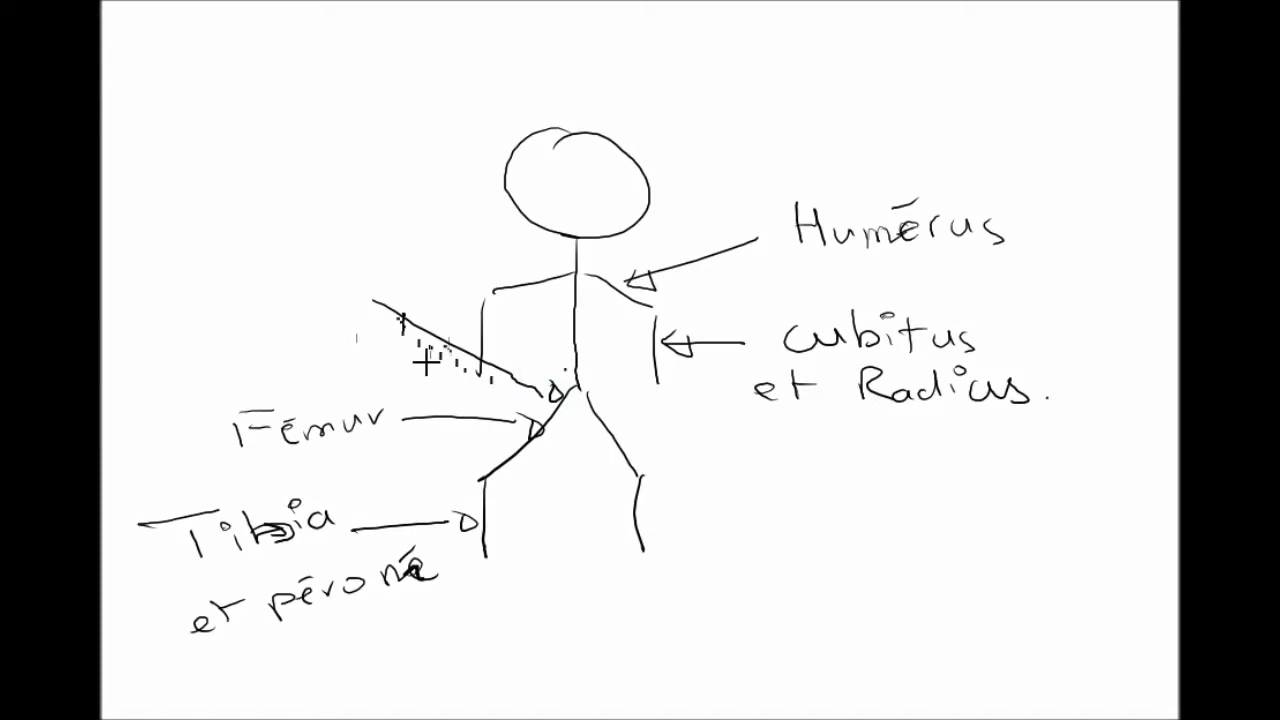 Humérus
cubitus
et Radius.
Fémur
Tibia
et péroné